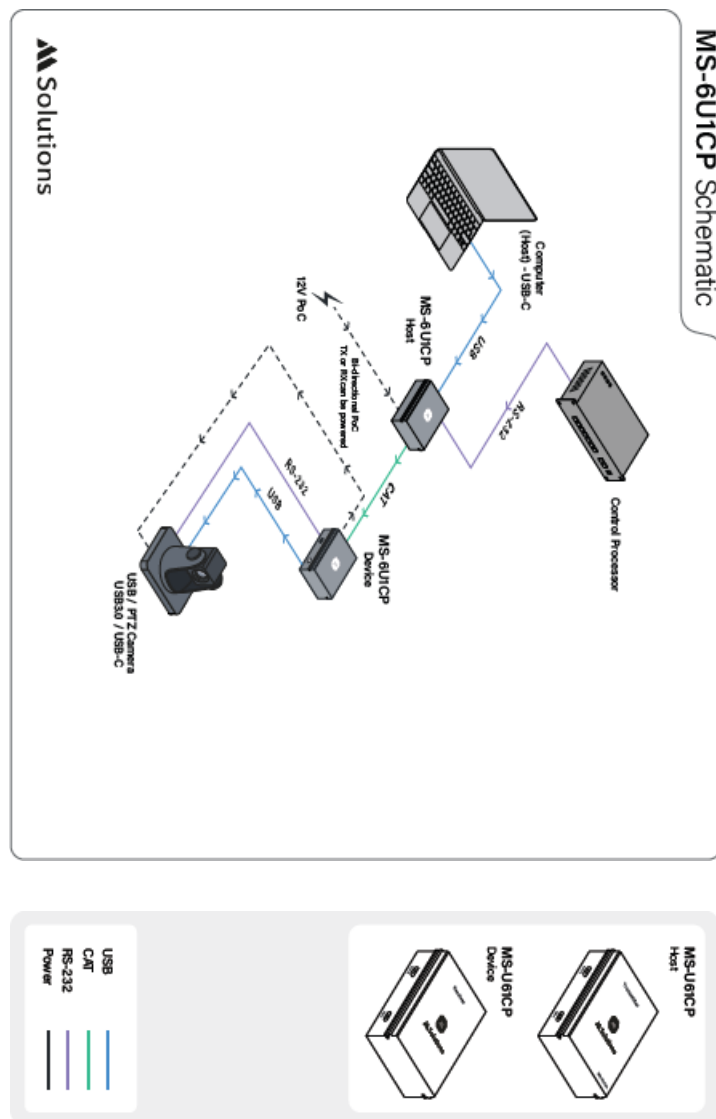 MS-6U1CP Schematic
Computer
(Host) - USB-C
Control Processor
USB
RS-232
MS-6U1CP
Host
12V PoC
Bi-directional PoC
TX or RX can be powered
CAT
MS-6U1CP
Device
RS-232
USB
USB / PTZ Camera
USB3.0 / USB-C
Solutions
MS-U61CP
Host
MS-U61CP
Device
USB
CAT
RS-232
Power